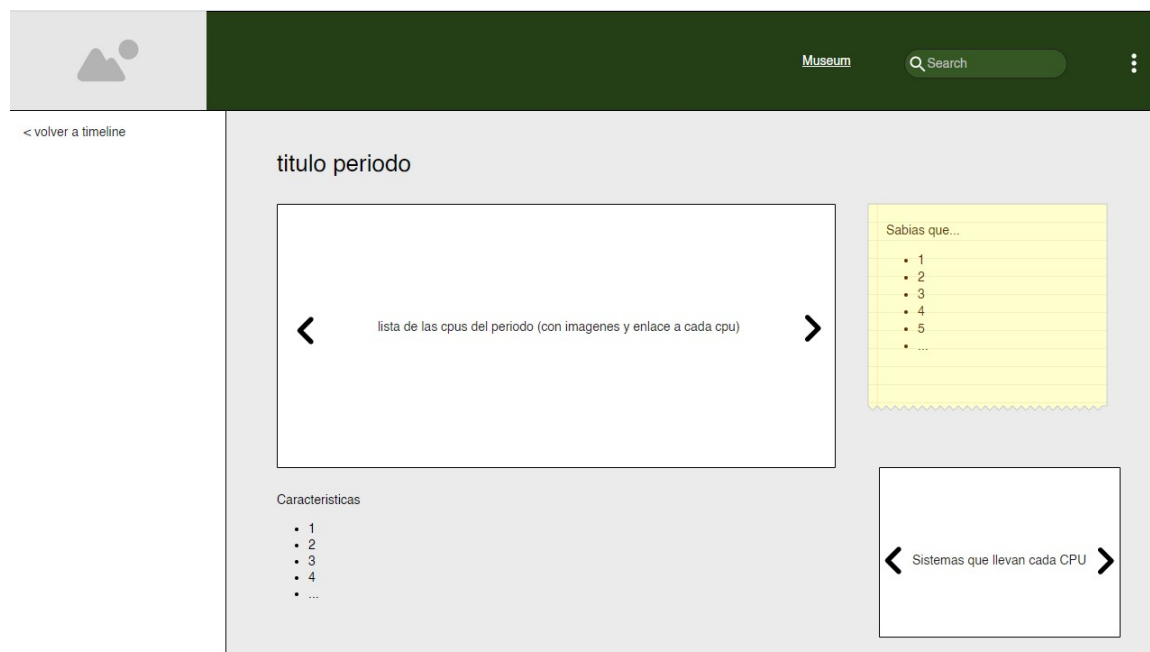 Museum
Search
< volver a timeline
titulo periodo
lista de las cpus del periodo (con imagenes y enlace a cada cpu)
Sabias que...
• 1
• 2
• 3
• 4
• 5
• ...
Caracteristicas
• 1
• 2
• 3
• 4
• ...
Sistemas que llevan cada CPU